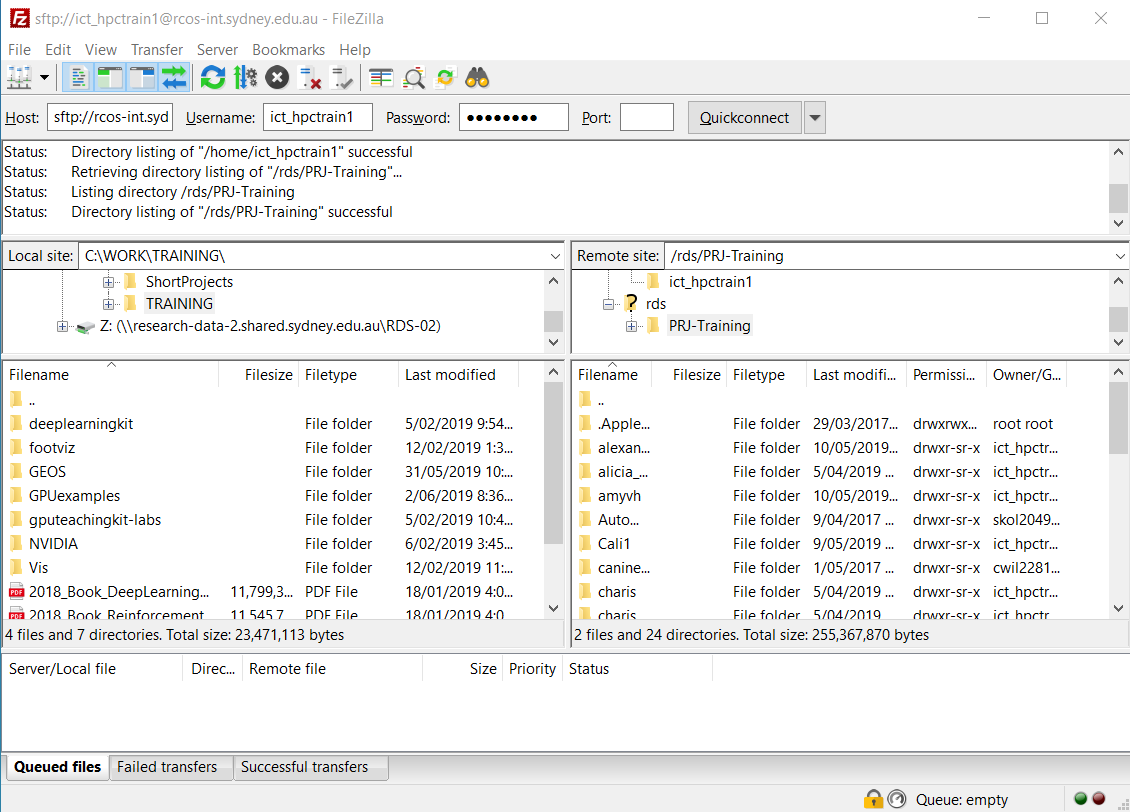 sftp://ict_hpctrain1@rcos-int.sydney.edu.au - FileZilla
File Edit View Transfer Server Bookmarks Help
Host: sftp://rcos-int.syd Username: ict_hpctrain1 Password: ●●●●●●●● Port: Quickconnect
Status: Directory listing of "/home/ict_hpctrain1" successful
Status: Retrieving directory listing of "/rds/PRJ-Training"...
Status: Listing directory /rds/PRJ-Training
Status: Directory listing of "/rds/PRJ-Training" successful
Local site: C:\WORK\TRAINING\
ShortProjects
TRAINING
Z: (\\research-data-2.shared.sydney.edu.au\RDS-02)
Remote site: /rds/PRJ-Training
ict_hpctrain1
? rds
PRJ-Training
Filename Filesize Filetype Last modified
..
deeplearningkit File folder 5/02/2019 9:54...
footviz File folder 12/02/2019 1:3...
GEOS File folder 31/05/2019 10:...
GPUexamples File folder 2/06/2019 8:36...
gputeachingkit-labs File folder 5/02/2019 10:4...
NVIDIA File folder 6/02/2019 3:45...
Vis File folder 12/02/2019 11:...
PDF 2018_Book_DeepLearning... 11,799,3... PDF File 18/01/2019 4:0...
PDF 2018_Book_Reinforcement 11,545,7 PDF File 18/01/2019 4:0
4 files and 7 directories. Total size: 23,471,113 bytes
Filename Filesize Filetype Last modifi... Permissi... Owner/G...
..
.Apple... File folder 29/03/2017... drwxrwx... root root
alexan... File folder 10/05/2019... drwxr-sr-x ict_hpctr...
alicia_... File folder 5/04/2019 ... drwxr-sr-x ict_hpctr...
amyvh File folder 10/05/2019... drwxr-sr-x ict_hpctr...
Auto... File folder 9/04/2017 ... drwxr-sr-x skol2049...
Cali1 File folder 9/05/2019 ... drwxr-sr-x ict_hpctr...
canine... File folder 1/05/2017 ... drwxr-sr-x cwil2281...
charis File folder 5/04/2019 ... drwxr-sr-x ict_hpctr...
charis File folder 5/04/2019 drwxr-sr-x ict_hpctr
2 files and 24 directories. Total size: 255,367,870 bytes
Server/Local file Direc... Remote file Size Priority Status
Queued files Failed transfers Successful transfers
Queue: empty